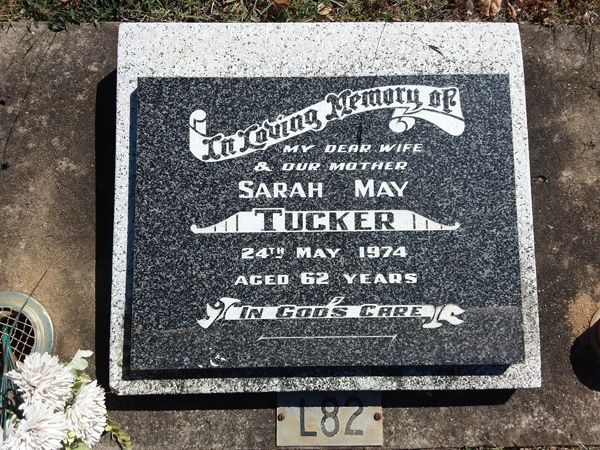 In Loving Memory of
MY DEAR WIFE
& OUR MOTHER
SARAH MAY
TUCKER
24TH MAY 1974
AGED 62 YEARS
IN GOD'S CARE
L82